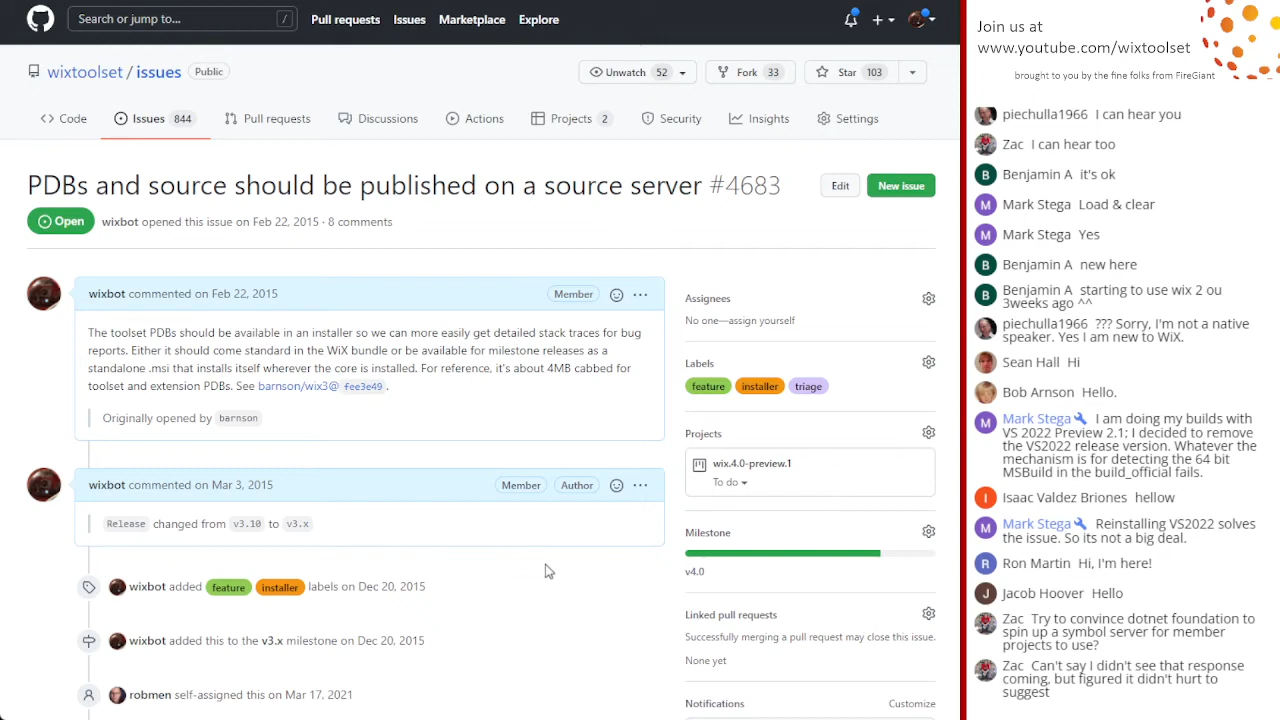 Search or jump to...
/
Pull requests
Issues
Marketplace
Explore
wixtoolset / issues
Public
Unwatch 52
Fork 33
Star 103
Code
Issues 844
Pull requests
Discussions
Actions
Projects 2
Security
Insights
Settings
PDBs and source should be published on a source server #4683
Edit
New issue
Open
wixbot opened this issue on Feb 22, 2015 · 8 comments
wixbot commented on Feb 22, 2015
Member
The toolset PDBs should be available in an installer so we can more easily get detailed stack traces for bug
reports. Either it should come standard in the WiX bundle or be available for milestone releases as a
standalone .msi that installs itself wherever the core is installed. For reference, it's about 4MB cabbed for
toolset and extension PDBs. See barnson/wix3@ fee3e49.
Originally opened by barnson
wixbot commented on Mar 3, 2015
Member
Author
Release changed from v3.10 to v3.x
wixbot added feature installer labels on Dec 20, 2015
wixbot added this to the v3.x milestone on Dec 20, 2015
robmen self-assigned this on Mar 17, 2021
Assignees
No one—assign yourself
Labels
feature installer triage
Projects
wix.4.0-preview.1
To do
Milestone
v4.0
Linked pull requests
Successfully merging a pull request may close this issue.
None yet
Notifications
Customize
Join us at
www.youtube.com/wixtoolset
brought to you by the fine folks from FireGiant
piechulla1966 I can hear you
Zac I can hear too
B
Benjamin A it's ok
M
Mark Stega Load & clear
M
Mark Stega Yes
B
Benjamin A new here
B
Benjamin A starting to use wix 2 ou
3weeks ago ^^
piechulla1966 ??? Sorry, I'm not a native
speaker. Yes I am new to WiX.
Sean Hall Hi
Bob Arnson Hello.
M
Mark Stega I am doing my builds with
VS 2022 Preview 2.1; I decided to remove
the VS2022 release version. Whatever the
mechanism is for detecting the 64 bit
MSBuild in the build_official fails.
I
Isaac Valdez Briones hellow
M
Mark Stega Reinstalling VS2022 solves
the issue. So its not a big deal.
R
Ron Martin Hi, I'm here!
J
Jacob Hoover Hello
Zac Try to convince dotnet foundation to
spin up a symbol server for member
projects to use?
Zac Can't say I didn't see that response
coming, but figured it didn't hurt to
suggest